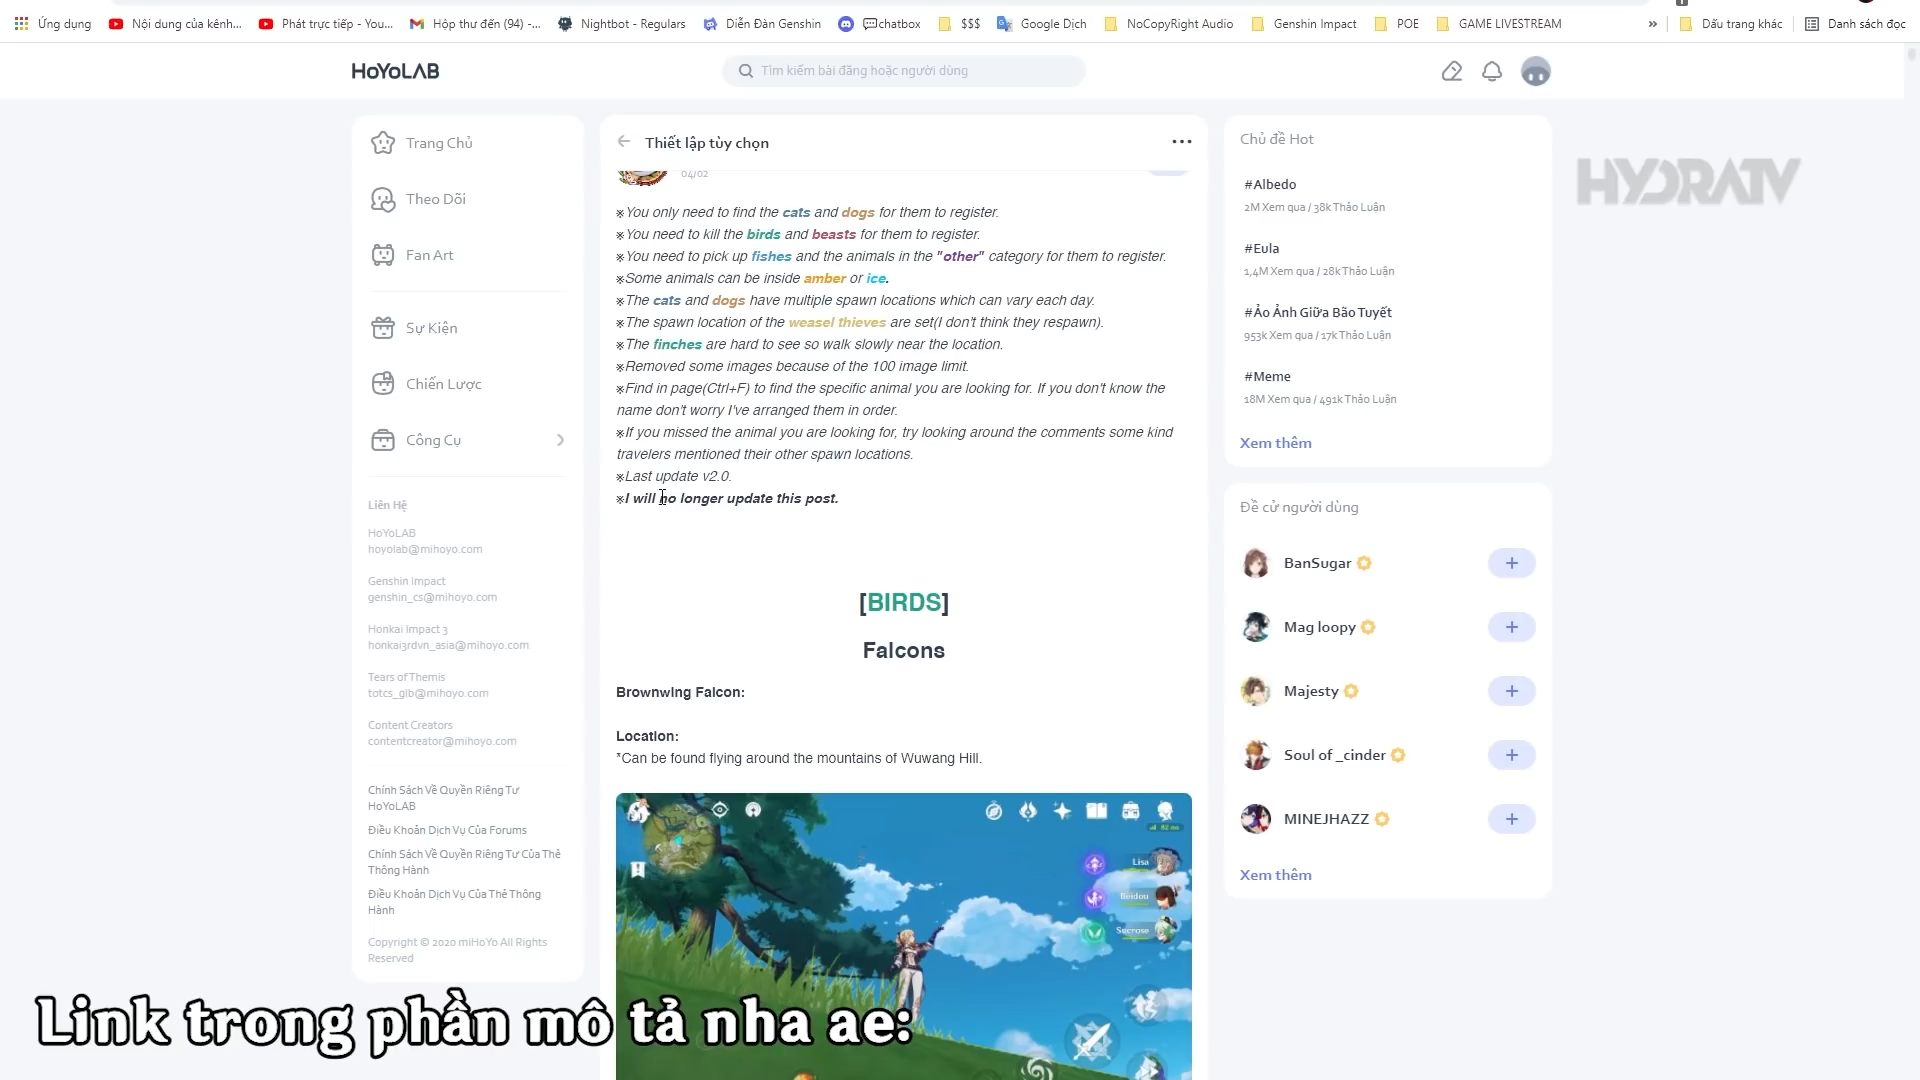 Ứng dụng
Nội dung của kênh...
Phát trực tiếp - You...
Hộp thư đến (94) -...
Nightbot - Regulars
Diễn Đàn Genshin
chatbox
$$$
Google Dịch
NoCopyRight Audio
Genshin Impact
POE
GAME LIVESTREAM
»
Dấu trang khác
Danh sách đọc
HoYoLAB
Tìm kiếm bài đăng hoặc người dùng
Trang Chủ
Theo Dõi
Fan Art
Sự Kiện
Chiến Lược
Công Cụ
Liên Hệ
HoYoLAB
hoyolab@mihoyo.com
Genshin Impact
genshin_cs@mihoyo.com
Honkai Impact 3
honkai3rdvn_asia@mihoyo.com
Tears of Themis
totcs_glb@mihoyo.com
Content Creators
contentcreator@mihoyo.com
Chính Sách Về Quyền Riêng Tư
HoYoLAB
Điều Khoản Dịch Vụ Của Forums
Chính Sách Về Quyền Riêng Tư Của Thẻ
Thông Hành
Điều Khoản Dịch Vụ Của Thẻ Thông
Hành
Copyright © 2020 miHoYo All Rights
Reserved
Thiết lập tùy chọn
04/02
※You only need to find the cats and dogs for them to register.
※You need to kill the birds and beasts for them to register.
※You need to pick up fishes and the animals in the "other" category for them to register.
※Some animals can be inside amber or ice.
※The cats and dogs have multiple spawn locations which can vary each day.
※The spawn location of the weasel thieves are set(I don't think they respawn).
※The finches are hard to see so walk slowly near the location.
※Removed some images because of the 100 image limit.
※Find in page(Ctrl+F) to find the specific animal you are looking for. If you don't know the
name don't worry I've arranged them in order.
※If you missed the animal you are looking for, try looking around the comments some kind
travelers mentioned their other spawn locations.
※Last update v2.0.
※I will no longer update this post.
[BIRDS]
Falcons
Brownwing Falcon:
Location:
*Can be found flying around the mountains of Wuwang Hill.
82 ms
Lisa
Beidou
Sucrose
Chủ đề Hot
#Albedo
2M Xem qua / 38k Thảo Luận
#Eula
1,4M Xem qua / 28k Thảo Luận
#Ảo Ảnh Giữa Bão Tuyết
953k Xem qua / 17k Thảo Luận
#Meme
18M Xem qua / 491k Thảo Luận
Xem thêm
Đề cử người dùng
BanSugar
Mag loopy
Majesty
Soul of _cinder
MINEJHAZZ
Xem thêm
HYDRATV
Link trong phần mô tả nha ae: